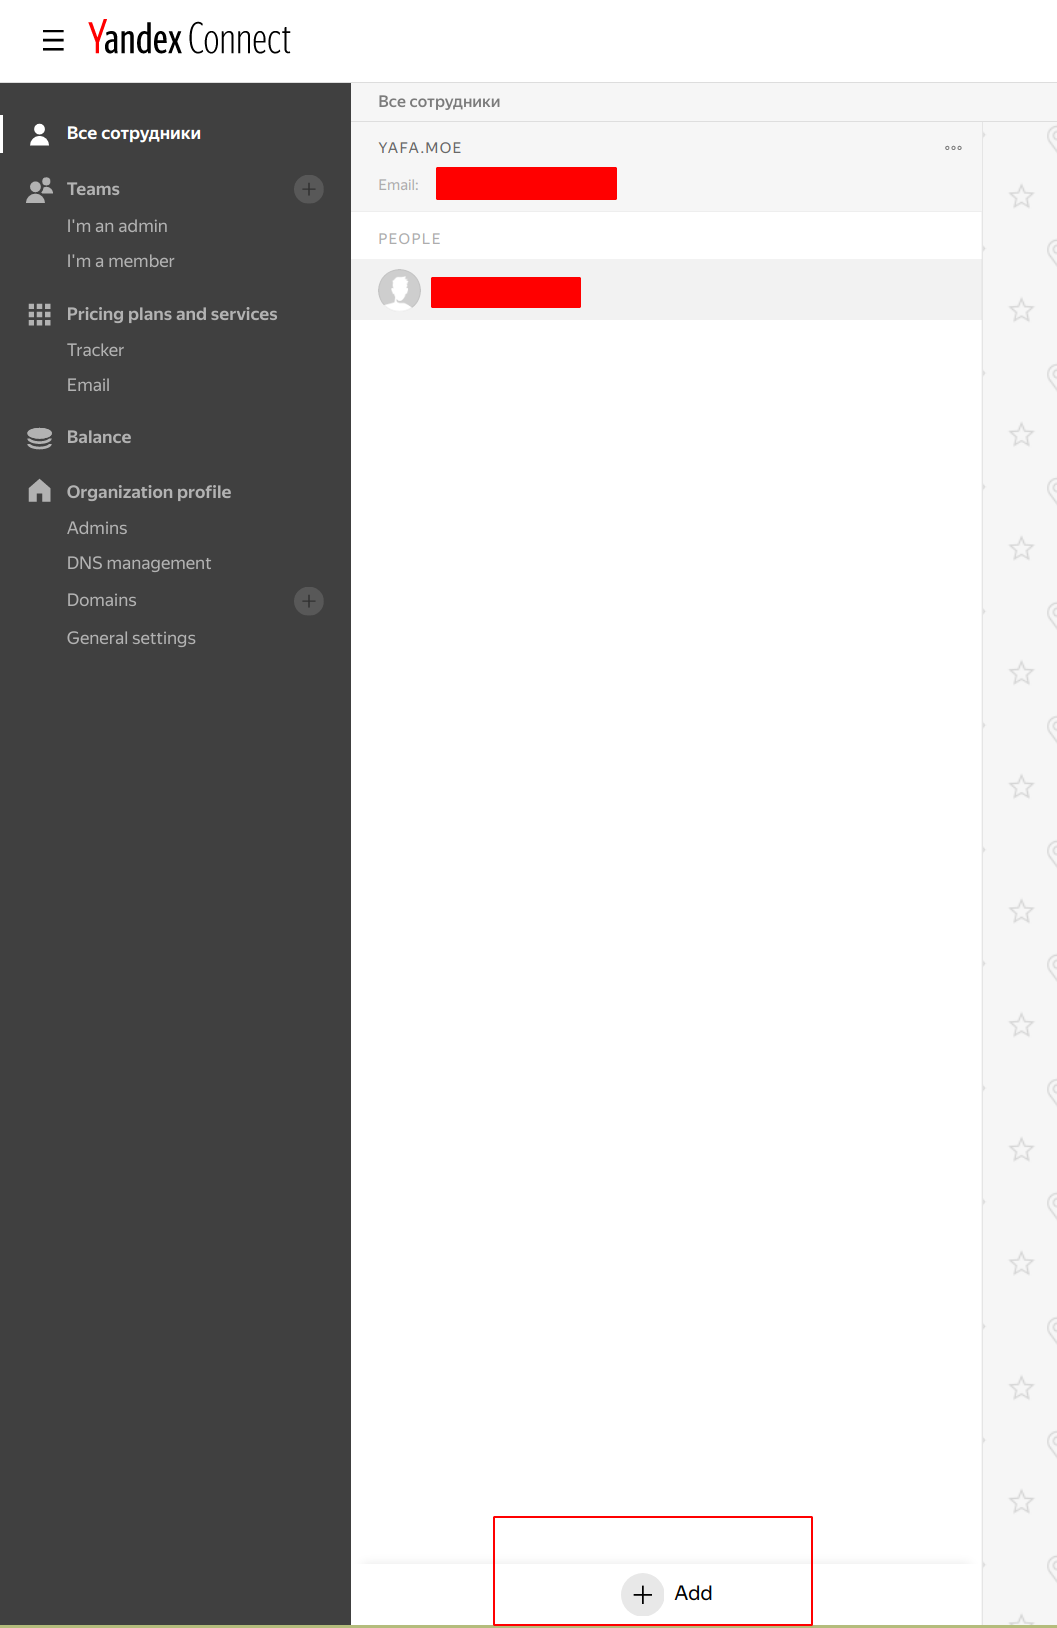 Yandex Connect
Все сотрудники
Teams
I'm an admin
I'm a member
Pricing plans and services
Tracker
Email
Balance
Organization profile
Admins
DNS management
Domains
General settings
Все сотрудники
YAFA.MOE
Email:
PEOPLE
Add